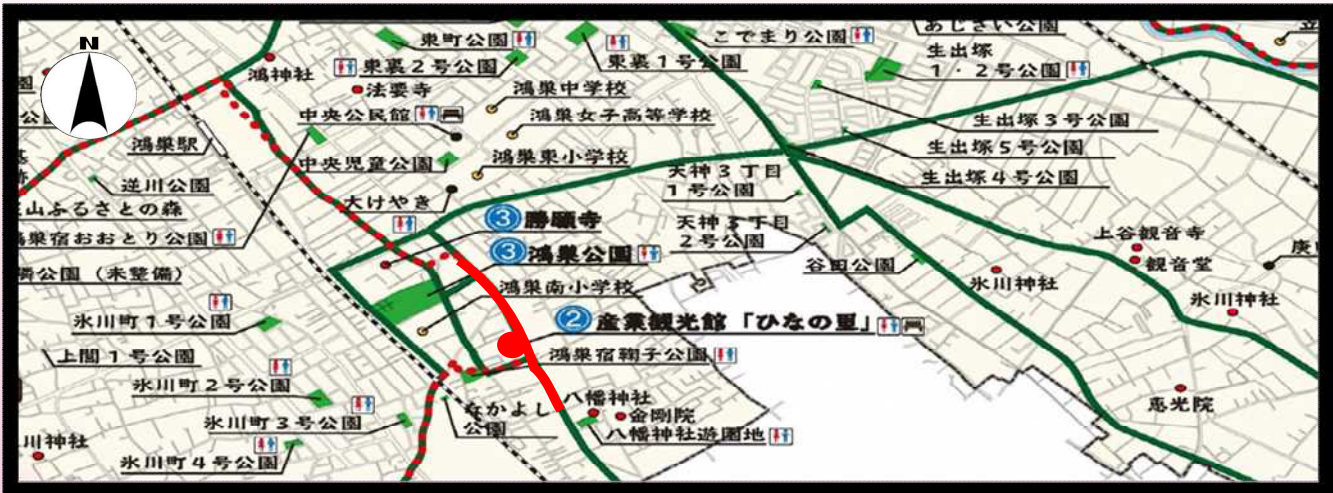 N
あじさい公園
東町公園
こでまり公園
生出塚
1・2号公園
東裏2号公園
東裏1号公園
鴻神社
法要寺
鴻巣中学校
中央公民館
鴻巣女子高等学校
生出塚3号公園
鴻巣駅
生出塚5号公園
中央児童公園
鴻巣東小学校
天神3丁目
1号公園
生出塚4号公園
逆川公園
大けやき
山ふるさとの森
③勝願寺
天神3丁目
2号公園
上谷観音寺
巣宿おおとり公園
③鴻巣公園
観音堂
谷田公園
公園(未整備)
氷川神社
鴻巣南小学校
氷川神社
氷川町1号公園
②産業観光館「ひなの里」
上間1号公園
鴻巣宿鞠子公園
氷川町2号公園
八幡神社
なかよし
公園
金剛院
恵光院
氷川町3号公園
八幡神社遊園地
川神社
氷川町4号公園